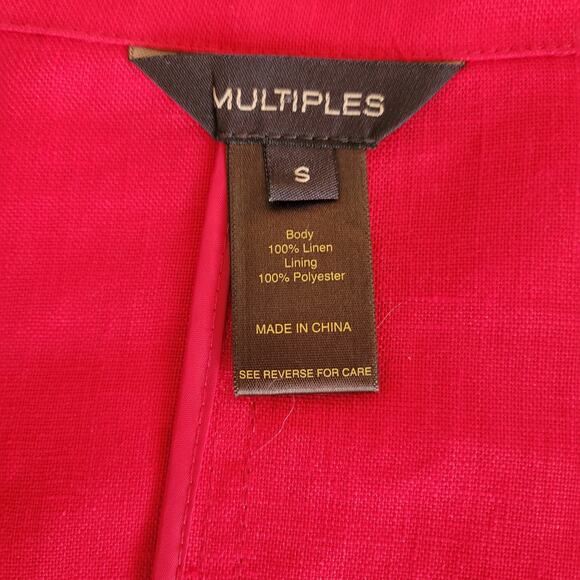 MULTIPLES
S
Body
100% Linen
Lining
100% Polyester
MADE IN CHINA
SEE REVERSE FOR CARE